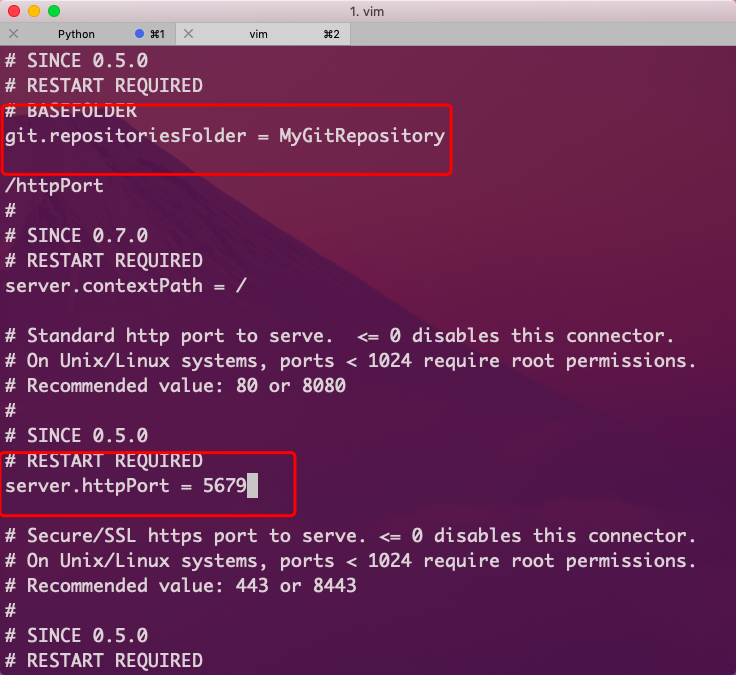 1. vim
Python ⌘1
vim ⌘2
# SINCE 0.5.0
# RESTART REQUIRED
# BASEFOLDER
git.repositoriesFolder = MyGitRepository
/httpPort
#
# SINCE 0.7.0
# RESTART REQUIRED
server.contextPath = /
# Standard http port to serve.  <= 0 disables this connector.
# On Unix/Linux systems, ports < 1024 require root permissions.
# Recommended value: 80 or 8080
#
# SINCE 0.5.0
# RESTART REQUIRED
server.httpPort = 5679
# Secure/SSL https port to serve. <= 0 disables this connector.
# On Unix/Linux systems, ports < 1024 require root permissions.
# Recommended value: 443 or 8443
#
# SINCE 0.5.0
# RESTART REQUIRED